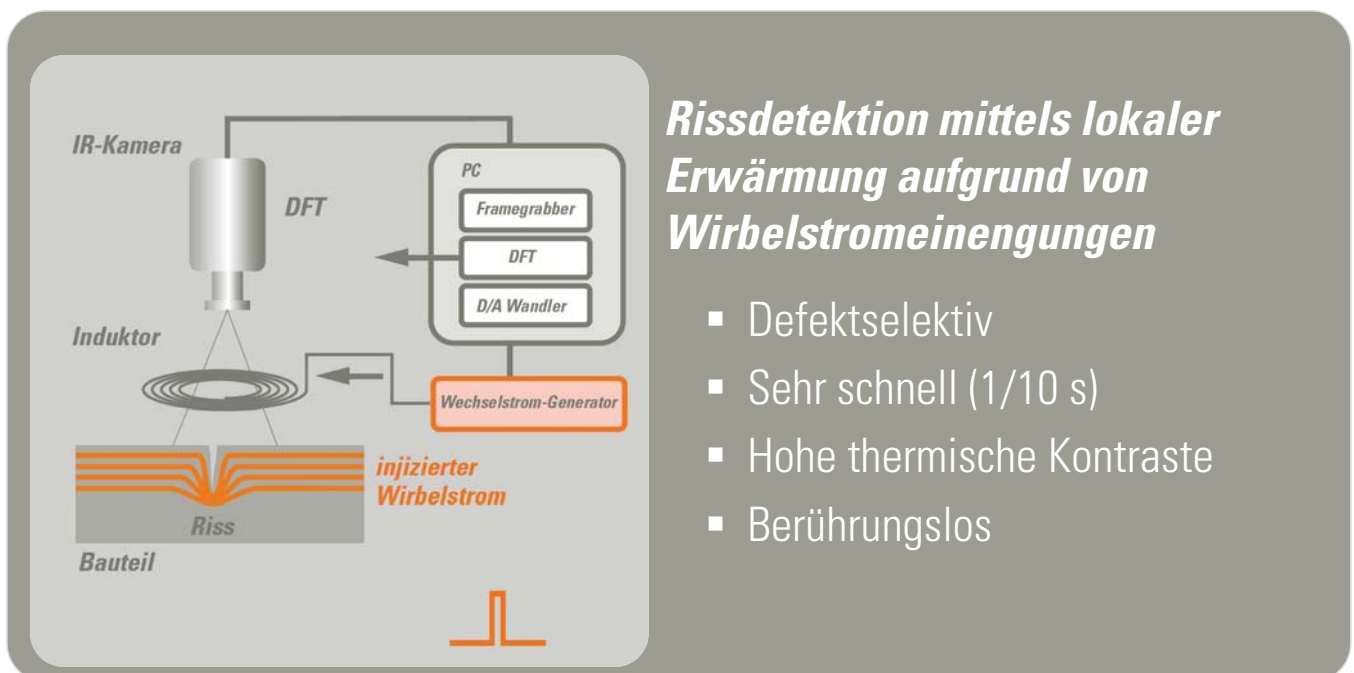 IR-Kamera
DFT
PC
Framegrabber
DFT
D/A Wandler
Induktor
Wechselstrom-Generator
injizierter
Wirbelstrom
Riss
Bauteil
Rissdetektion mittels lokaler
Erwärmung aufgrund von
Wirbelstromeinengungen
▪ Defektselektiv
▪ Sehr schnell (1/10 s)
▪ Hohe thermische Kontraste
▪ Berührungslos